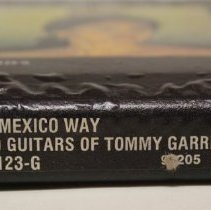 MEXICO WAY
GUITARS OF TOMMY GARR
123-G 205